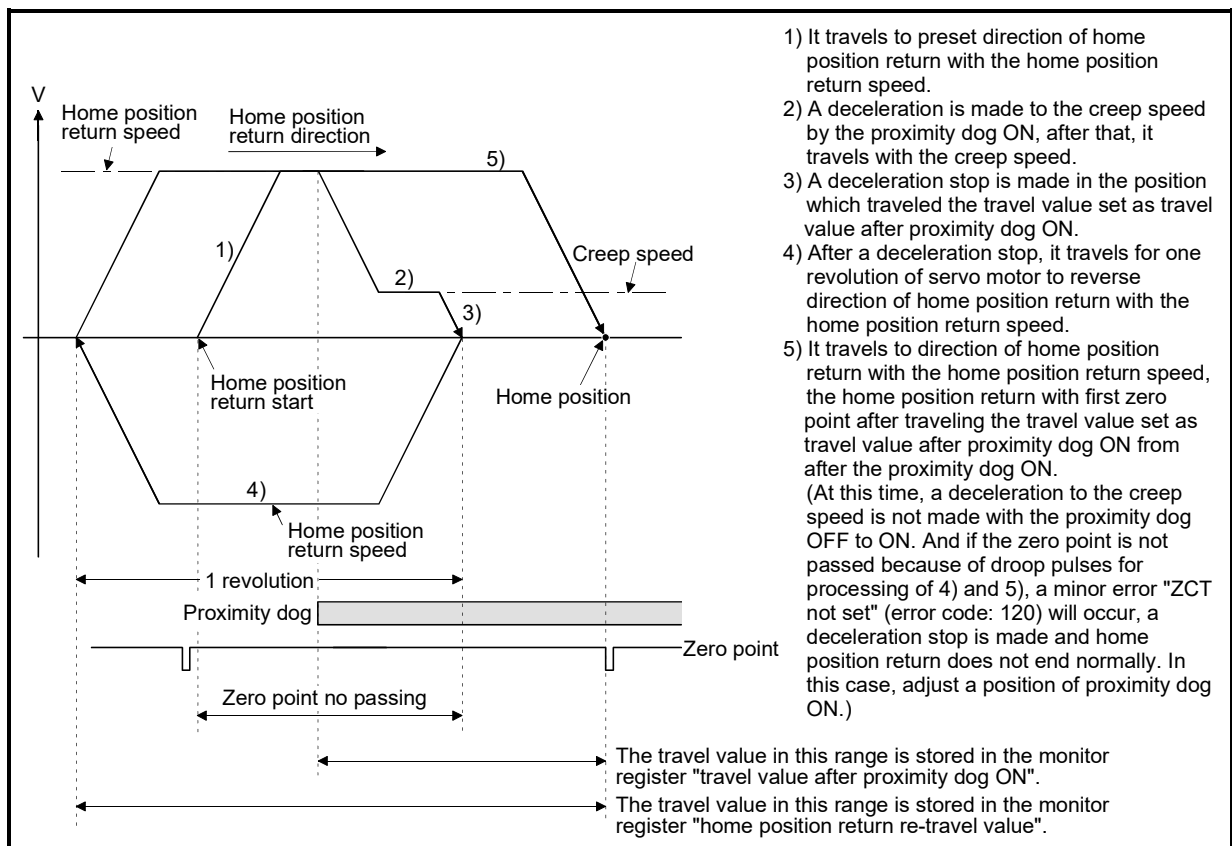 V
Home position
return speed
Home position
return direction
5)
1)
2)
Creep speed
3)
Home position
return start
Home position
4)
Home position
return speed
1 revolution
Proximity dog
Zero point
Zero point no passing
The travel value in this range is stored in the monitor
register "travel value after proximity dog ON".
The travel value in this range is stored in the monitor
register "home position return re-travel value".
1) It travels to preset direction of home
position return with the home position
return speed.
2) A deceleration is made to the creep speed
by the proximity dog ON, after that, it
travels with the creep speed.
3) A deceleration stop is made in the position
which traveled the travel value set as travel
value after proximity dog ON.
4) After a deceleration stop, it travels for one
revolution of servo motor to reverse
direction of home position return with the
home position return speed.
5) It travels to direction of home position
return with the home position return speed,
the home position return with first zero
point after traveling the travel value set as
travel value after proximity dog ON from
after the proximity dog ON.
(At this time, a deceleration to the creep
speed is not made with the proximity dog
OFF to ON. And if the zero point is not
passed because of droop pulses for
processing of 4) and 5), a minor error "ZCT
not set" (error code: 120) will occur, a
deceleration stop is made and home
position return does not end normally. In
this case, adjust a position of proximity dog
ON.)